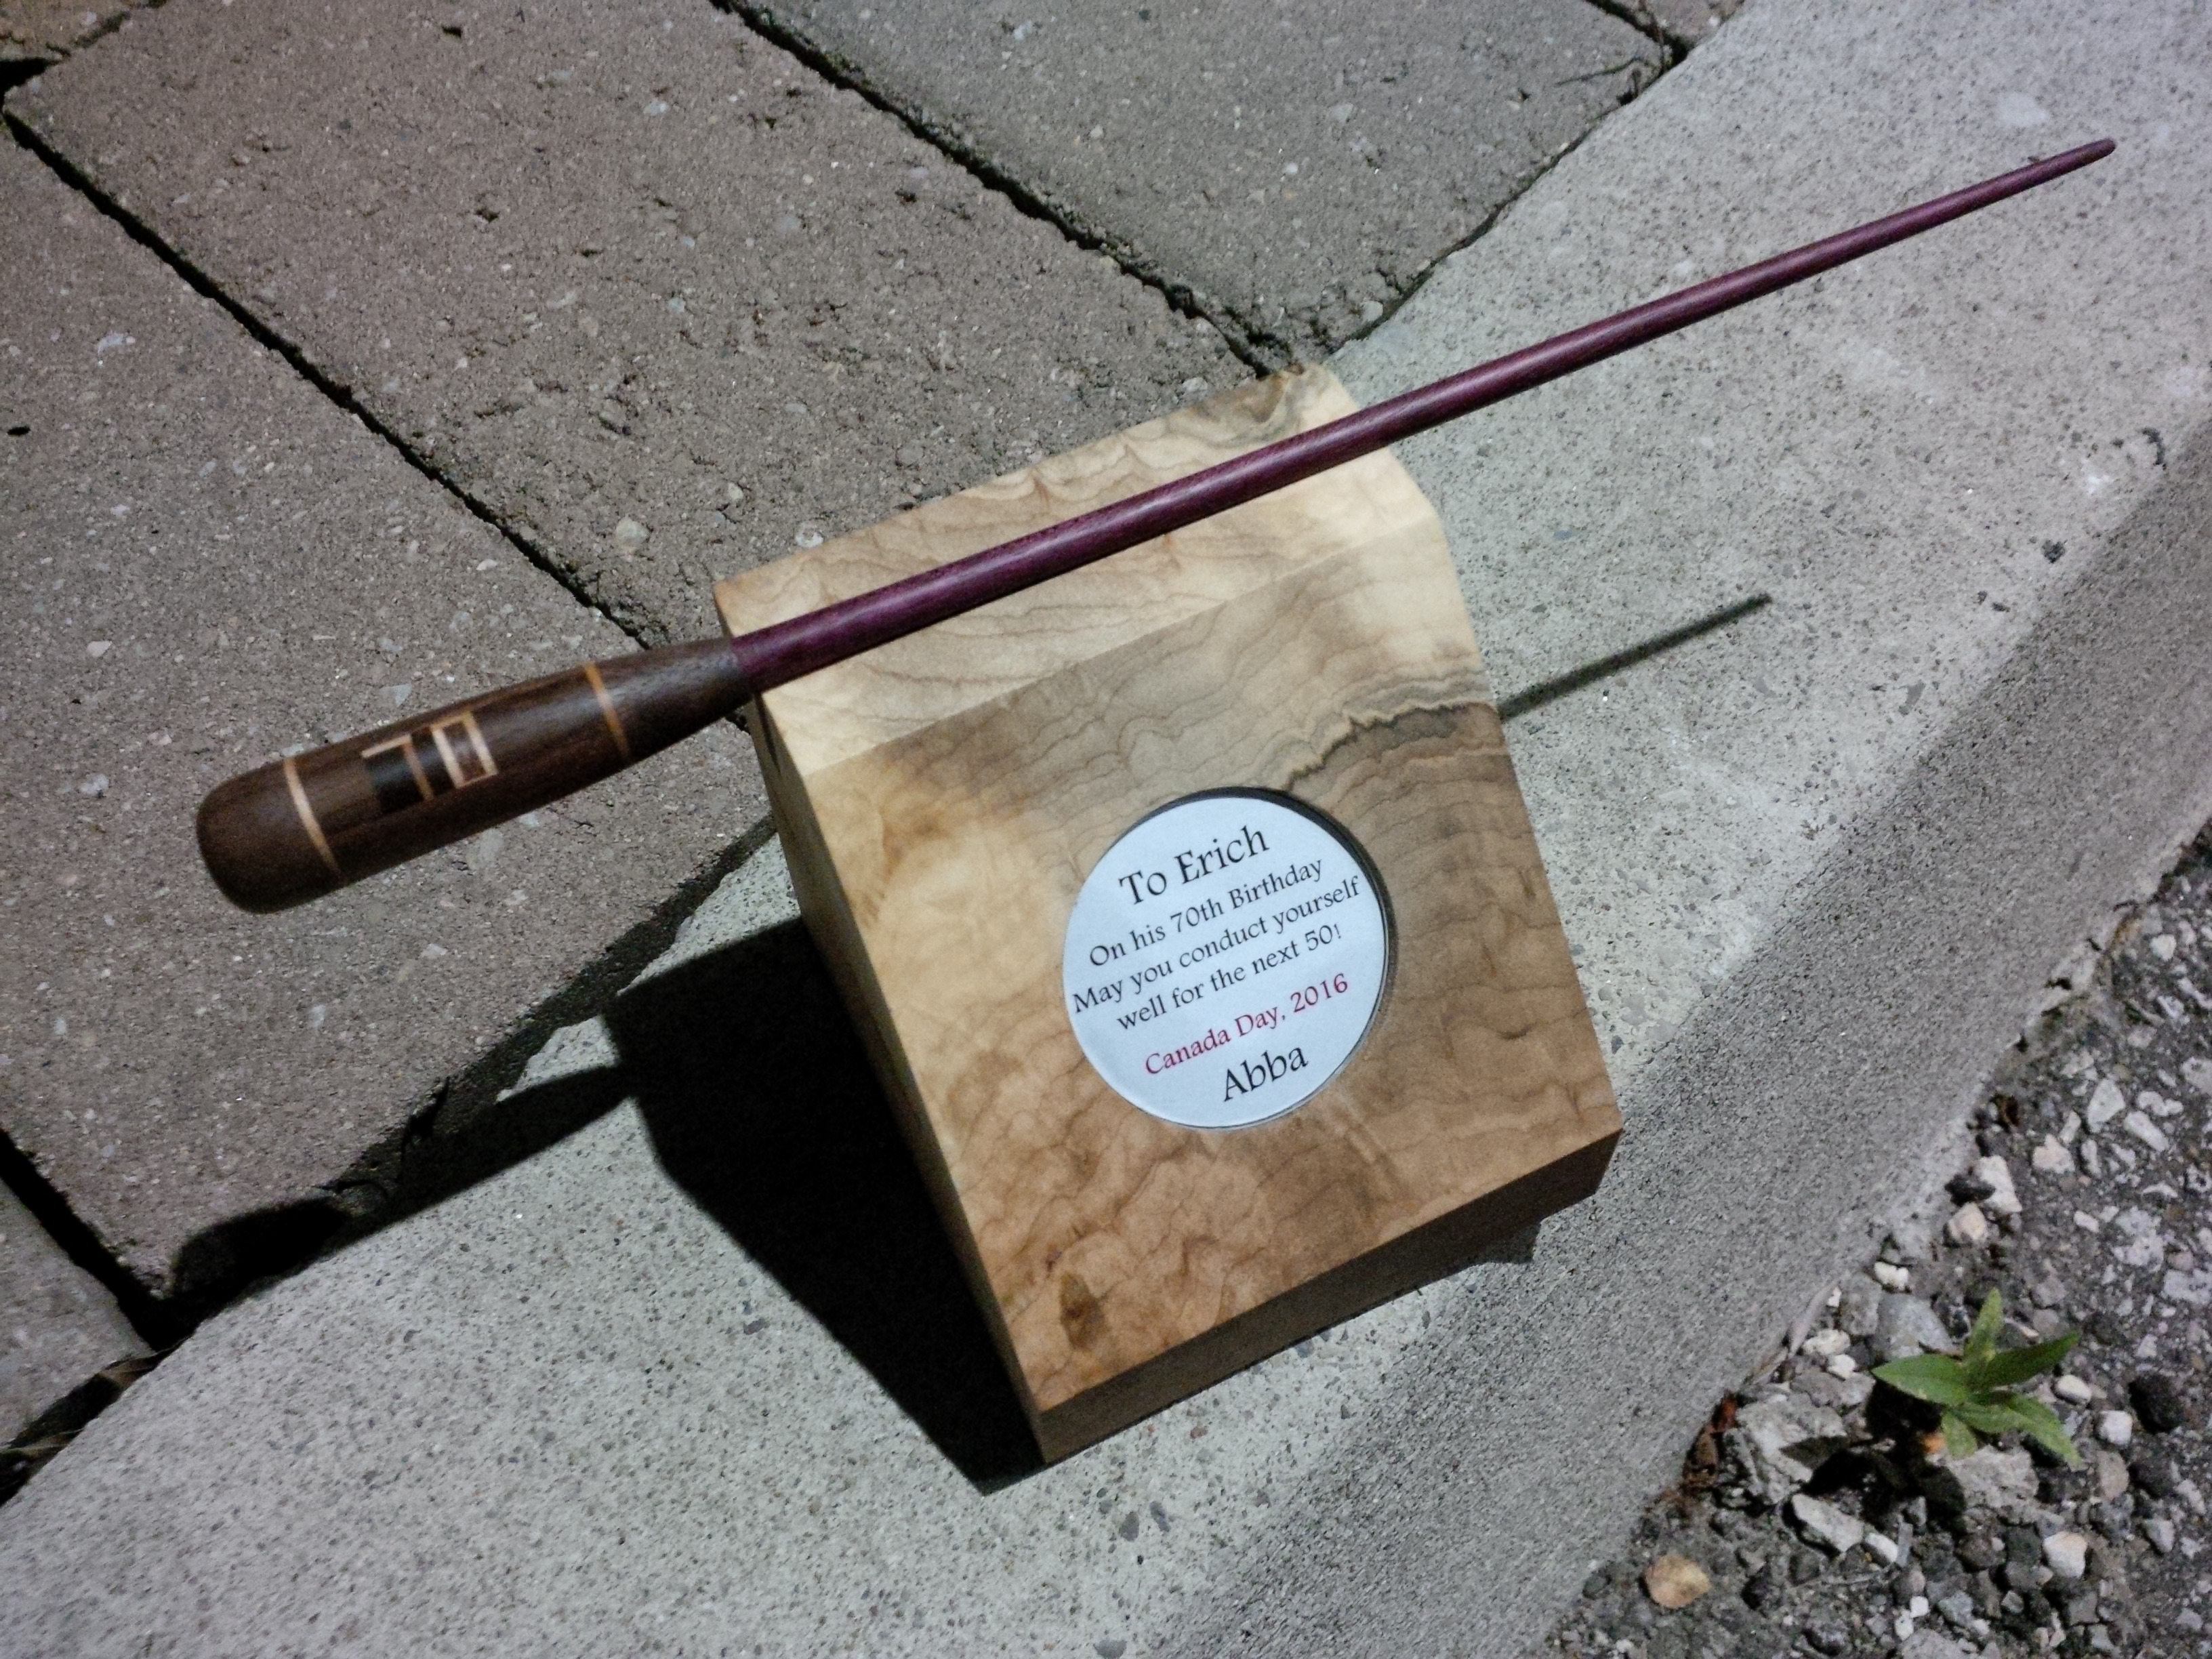 70
To Erich
On his 70th Birthday
May you conduct yourself
well for the next 50!
Canada Day, 2016
Abba